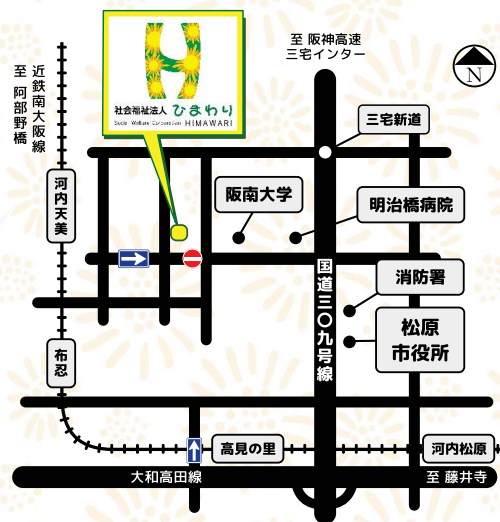 至 阪神高速
三宅インター
N
近鉄南大阪線
至 阿部野橋
社会福祉法人 ひまわり
Social Welfare Corporation HIMAWARI
三宅新道
河内天美
阪南大学
明治橋病院
国道三〇九号線
消防署
松原
市役所
布忍
高見の里
河内松原
大和高田線
至 藤井寺